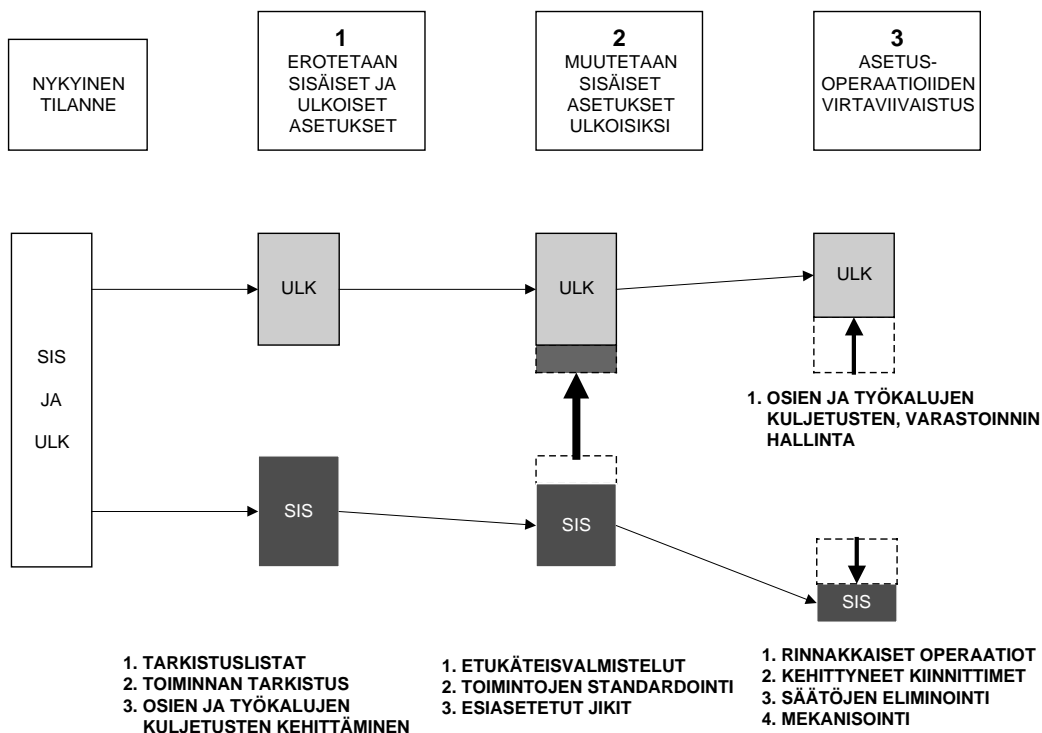 NYKYINEN
TILANNE
1
EROTETAAN
SISÄISET JA
ULKOISET
ASETUKSET
2
MUUTETAAN
SISÄISET
ASETUKSET
ULKOISIKSI
3
ASETUS-
OPERAATIOIIDEN
VIRTAVIIVAISTUS
SIS
JA
ULK
ULK
ULK
ULK
1. OSIEN JA TYÖKALUJEN
KULJETUSTEN, VARASTOINNIN
HALLINTA
SIS
SIS
SIS
1. TARKISTUSLISTAT
2. TOIMINNAN TARKISTUS
3. OSIEN JA TYÖKALUJEN
KULJETUSTEN KEHITTÄMINEN
1. ETUKÄTEISVALMISTELUT
2. TOIMINTOJEN STANDARDOINTI
3. ESIASETETUT JIKIT
1. RINNAKKAISET OPERAATIOT
2. KEHITTYNEET KIINNITTIMET
3. SÄÄTÖJEN ELIMINOINTI
4. MEKANISOINTI